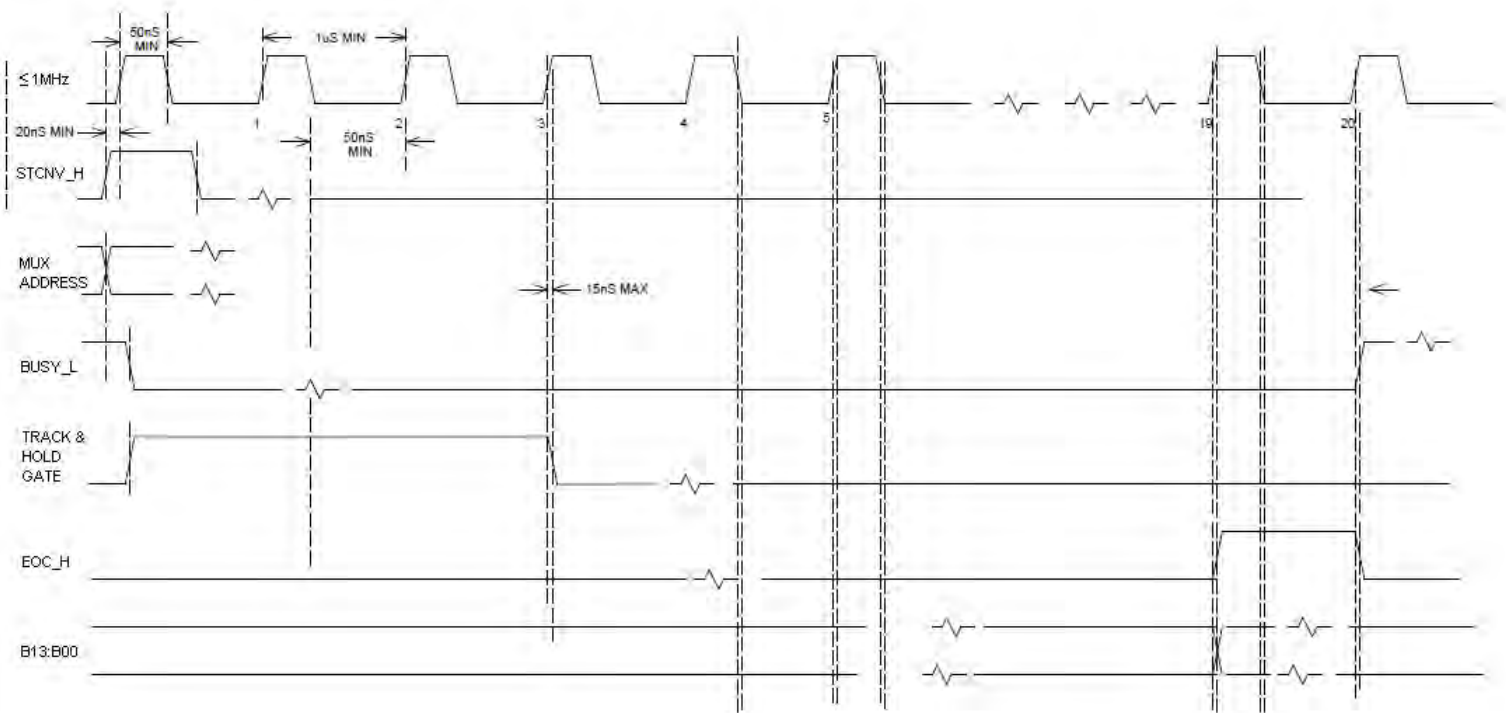 50nS
MIN
1uS MIN
≤ 1MHz
1
2
3
4
5
19
20
20nS MIN
50nS
MIN
STCNV_H
MUX
ADDRESS
15nS MAX
BUSY_L
TRACK &
HOLD
GATE
EOC_H
B13:B00